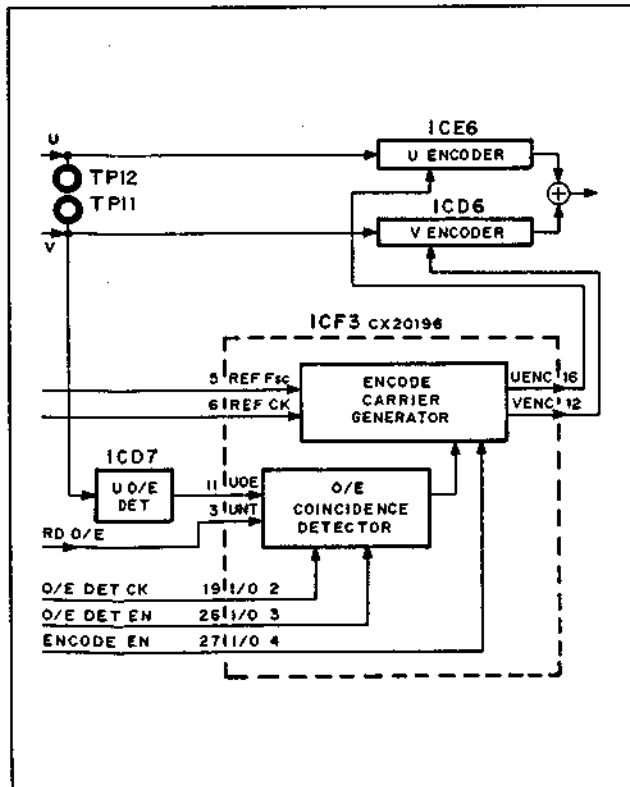 ICE6
U
U ENCODER
TP12
TP11
ICD6
V
V ENCODER
ICF3 CX20196
5 REF Fsc
6 REF CK
ENCODE
CARRIER
GENERATOR
UENC 16
VENC 12
ICD7
U O/E
DET
11 UOE
3 UNT
O/E
COINCIDENCE
DETECTOR
RD O/E
O/E DET CK 19 I/O 2
O/E DET EN 26 I/O 3
ENCODE EN 27 I/O 4